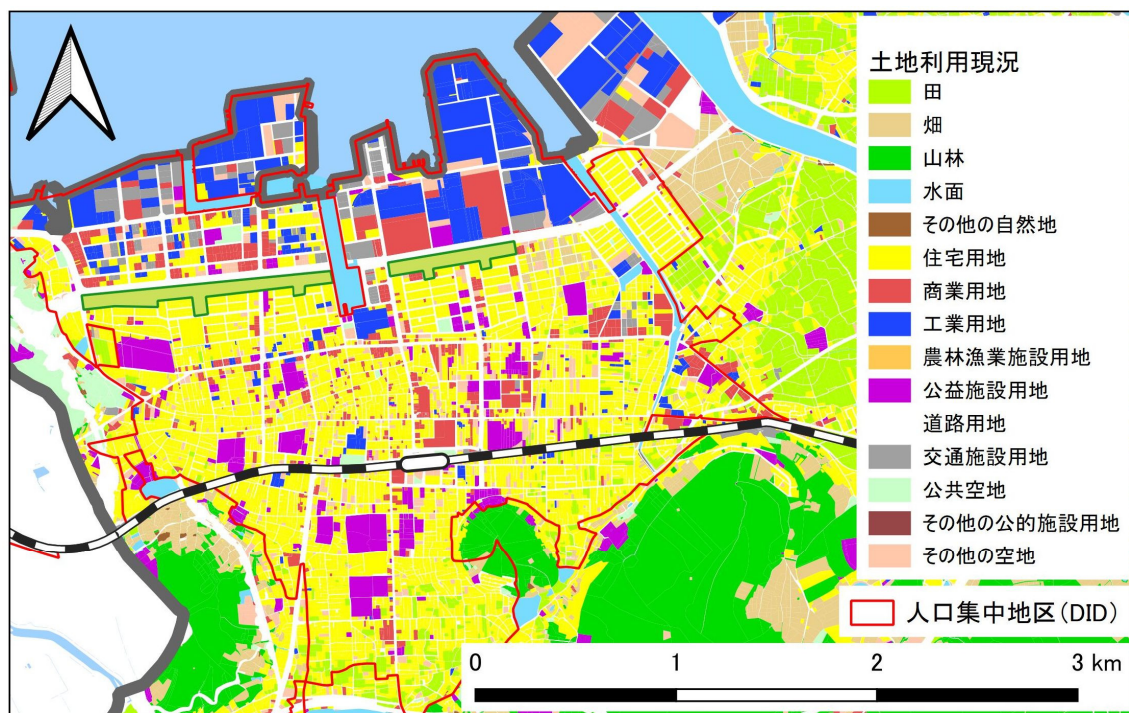 土地利用現況
田
畑
山林
水面
その他の自然地
住宅用地
商業用地
工業用地
農林漁業施設用地
公益施設用地
道路用地
交通施設用地
公共空地
その他の公的施設用地
その他の空地
人口集中地区(DID)
0 1 2 3 km